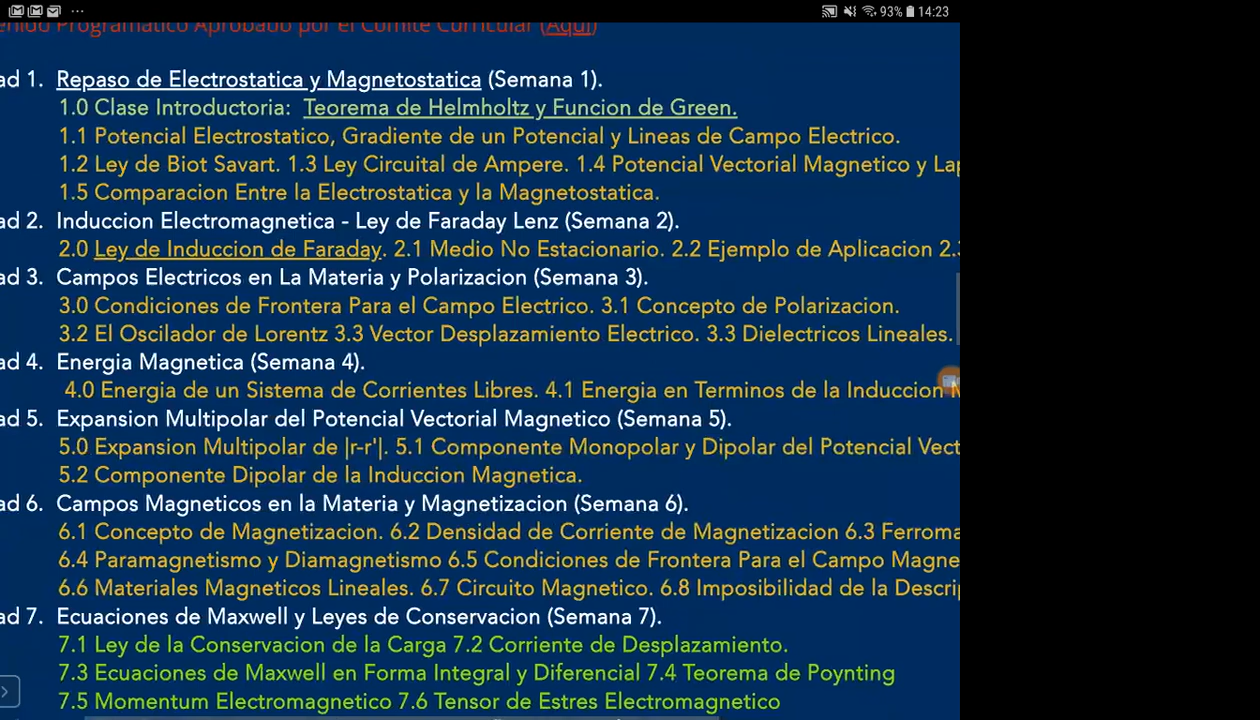 93% 14:23
Programatico Aprobado por el Comite Curricular (Aqui)
ad 1. Repaso de Electrostatica y Magnetostatica (Semana 1).
1.0 Clase Introductoria: Teorema de Helmholtz y Funcion de Green.
1.1 Potencial Electrostatico, Gradiente de un Potencial y Lineas de Campo Electrico.
1.2 Ley de Biot Savart. 1.3 Ley Circuital de Ampere. 1.4 Potencial Vectorial Magnetico y Lap
1.5 Comparacion Entre la Electrostatica y la Magnetostatica.
ad 2. Induccion Electromagnetica - Ley de Faraday Lenz (Semana 2).
2.0 Ley de Induccion de Faraday. 2.1 Medio No Estacionario. 2.2 Ejemplo de Aplicacion 2.3
ad 3. Campos Electricos en La Materia y Polarizacion (Semana 3).
3.0 Condiciones de Frontera Para el Campo Electrico. 3.1 Concepto de Polarizacion.
3.2 El Oscilador de Lorentz 3.3 Vector Desplazamiento Electrico. 3.3 Dielectricos Lineales.
ad 4. Energia Magnetica (Semana 4).
4.0 Energia de un Sistema de Corrientes Libres. 4.1 Energia en Terminos de la Induccion M
ad 5. Expansion Multipolar del Potencial Vectorial Magnetico (Semana 5).
5.0 Expansion Multipolar de |r-r'|. 5.1 Componente Monopolar y Dipolar del Potencial Vect
5.2 Componente Dipolar de la Induccion Magnetica.
ad 6. Campos Magneticos en la Materia y Magnetizacion (Semana 6).
6.1 Concepto de Magnetizacion. 6.2 Densidad de Corriente de Magnetizacion 6.3 Ferroma
6.4 Paramagnetismo y Diamagnetismo 6.5 Condiciones de Frontera Para el Campo Magne
6.6 Materiales Magneticos Lineales. 6.7 Circuito Magnetico. 6.8 Imposibilidad de la Descrip
ad 7. Ecuaciones de Maxwell y Leyes de Conservacion (Semana 7).
7.1 Ley de la Conservacion de la Carga 7.2 Corriente de Desplazamiento.
7.3 Ecuaciones de Maxwell en Forma Integral y Diferencial 7.4 Teorema de Poynting
7.5 Momentum Electromagnetico 7.6 Tensor de Estres Electromagnetico